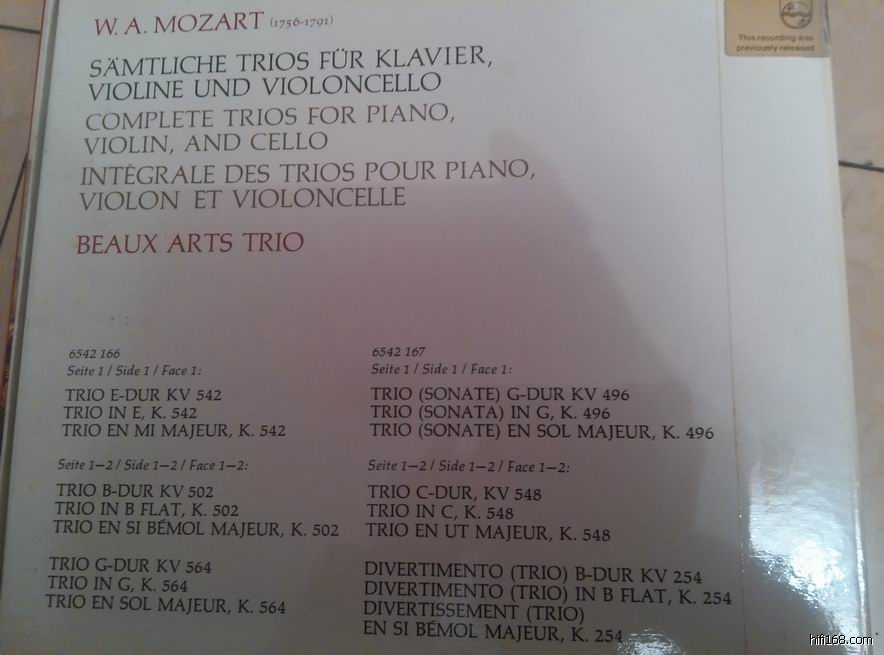 W. A. MOZART (1756-1791)
This recording was
previously released
SÄMTLICHE TRIOS FÜR KLAVIER,
VIOLINE UND VIOLONCELLO
COMPLETE TRIOS FOR PIANO,
VIOLIN, AND CELLO
INTÉGRALE DES TRIOS POUR PIANO,
VIOLON ET VIOLONCELLE
BEAUX ARTS TRIO
6542 166
Seite 1 / Side 1 / Face 1:
TRIO E-DUR KV 542
TRIO IN E, K. 542
TRIO EN MI MAJEUR, K. 542
Seite 1—2 / Side 1—2 / Face 1—2:
TRIO B-DUR KV 502
TRIO IN B FLAT, K. 502
TRIO EN SI BÉMOL MAJEUR, K. 502
TRIO G-DUR KV 564
TRIO IN G, K. 564
TRIO EN SOL MAJEUR, K. 564
6542 167
Seite 1 / Side 1 / Face 1:
TRIO (SONATE) G-DUR KV 496
TRIO (SONATA) IN G, K. 496
TRIO (SONATE) EN SOL MAJEUR, K. 496
Seite 1—2 / Side 1—2 / Face 1—2:
TRIO C-DUR, KV 548
TRIO IN C, K. 548
TRIO EN UT MAJEUR, K. 548
DIVERTIMENTO (TRIO) B-DUR KV 254
DIVERTIMENTO (TRIO) IN B FLAT, K. 254
DIVERTISSEMENT (TRIO)
EN SI BÉMOL MAJEUR, K. 254
hifi168.com